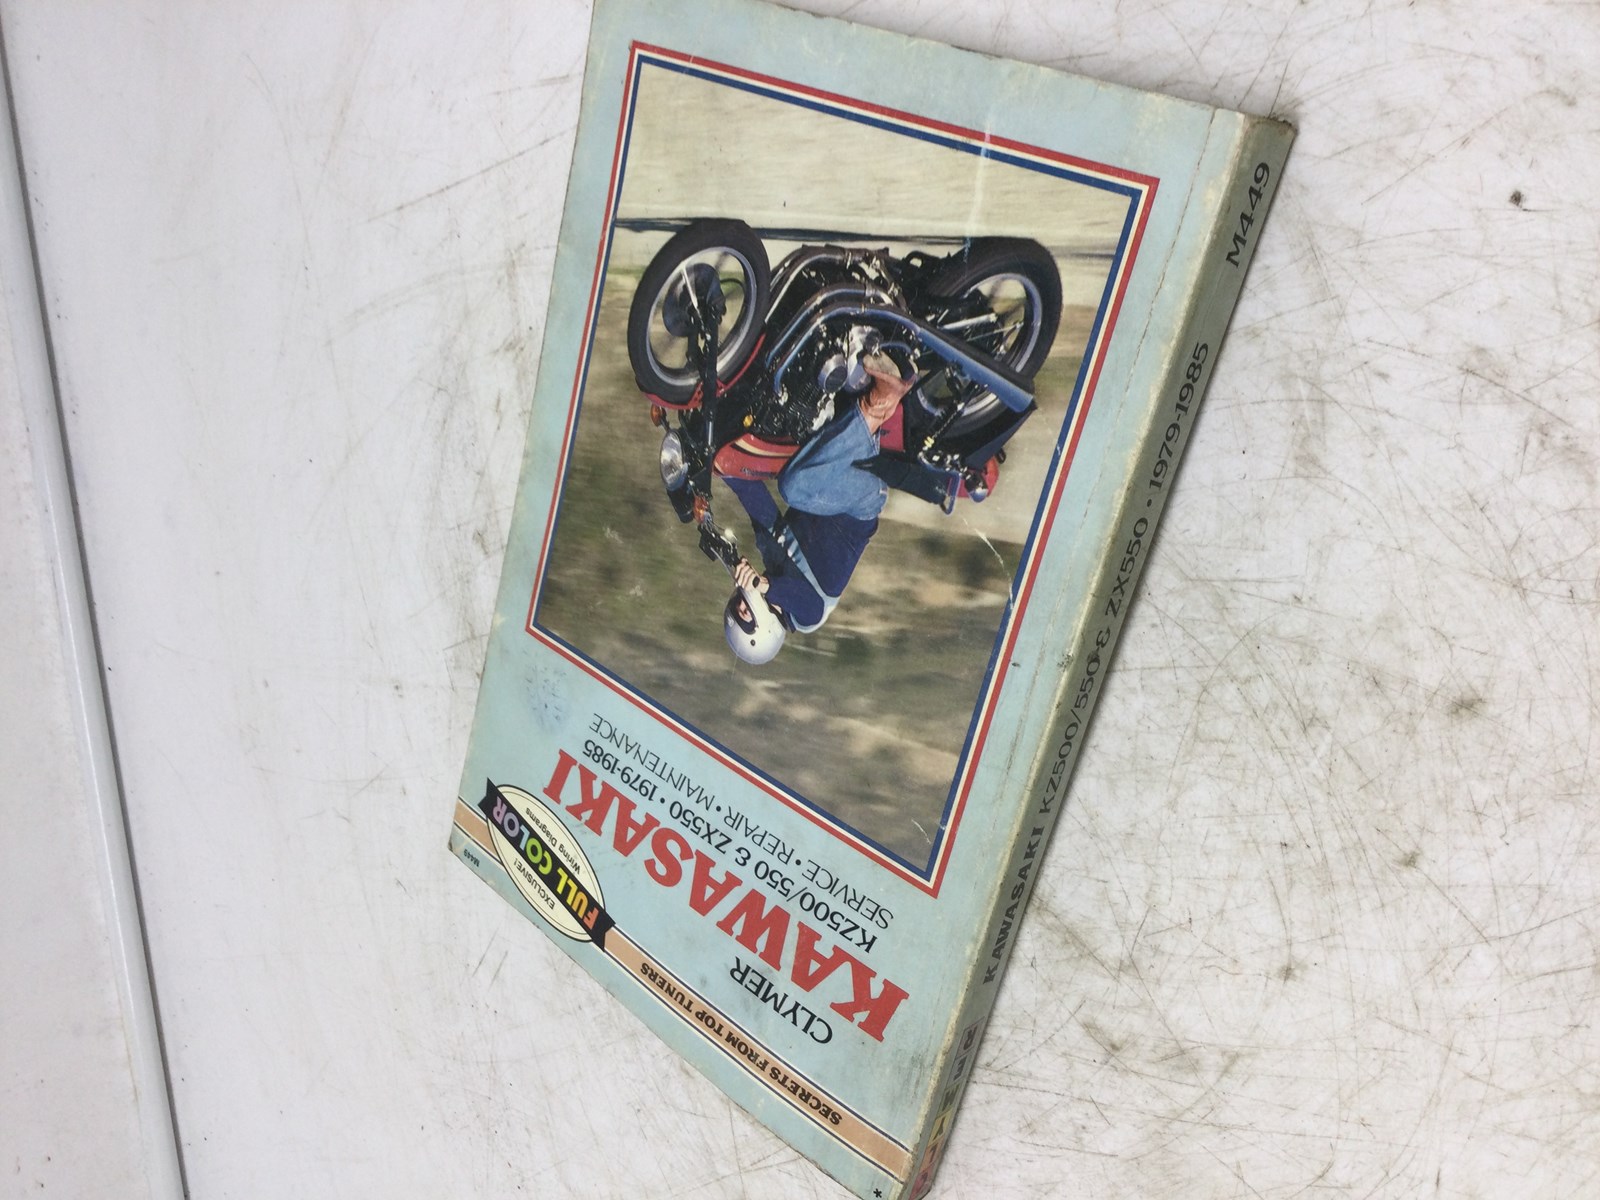 SECRETS FROM TOP TUNERS
EXCLUSIVE!
FULL COLOR
Wiring Diagrams
M449
CLYMER
KAWASAKI
KZ500/550 & ZX550 • 1979-1985
SERVICE • REPAIR • MAINTENANCE
KAWASAKI KZ500/550 & ZX550 • 1979-1985
M449